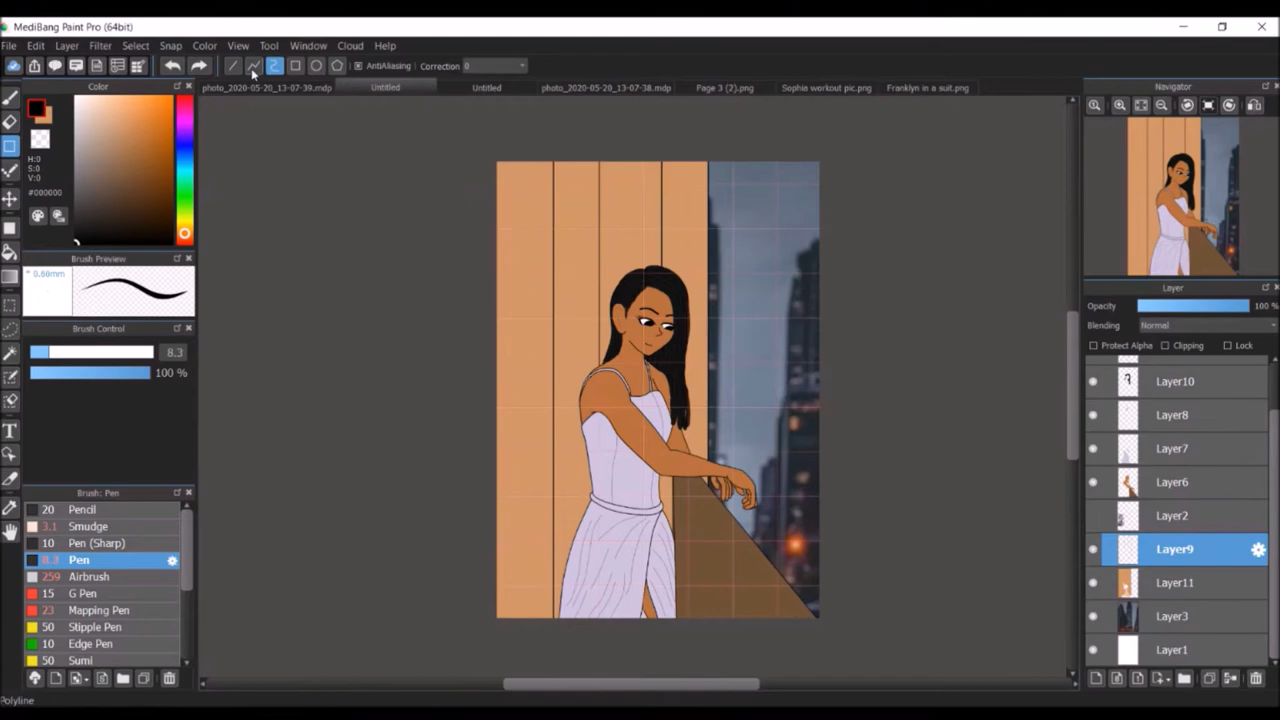 MediBang Paint Pro (64bit)
File Edit Layer Filter Select Snap Color View Tool Window Cloud Help
AntiAliasing Correction 0
Color
photo_2020-05-20_13-07-39.mdp Untitled Untitled photo_2020-05-20_13-07-38.mdp Page 3 (2).png Sophia workout pic.png Franklyn in a suit.png
Navigator
H:0
S:0
V:0
#000000
Brush Preview
0.60mm
Brush Control
8.3
100 %
Brush: Pen
20 Pencil
3.1 Smudge
10 Pen (Sharp)
8.3 Pen
259 Airbrush
15 G Pen
23 Mapping Pen
50 Stipple Pen
10 Edge Pen
50 Sumi
Layer
Opacity 100 %
Blending Normal
Protect Alpha Clipping Lock
Layer10
Layer8
Layer7
Layer6
Layer2
Layer9
Layer11
Layer3
Layer1
Polyline